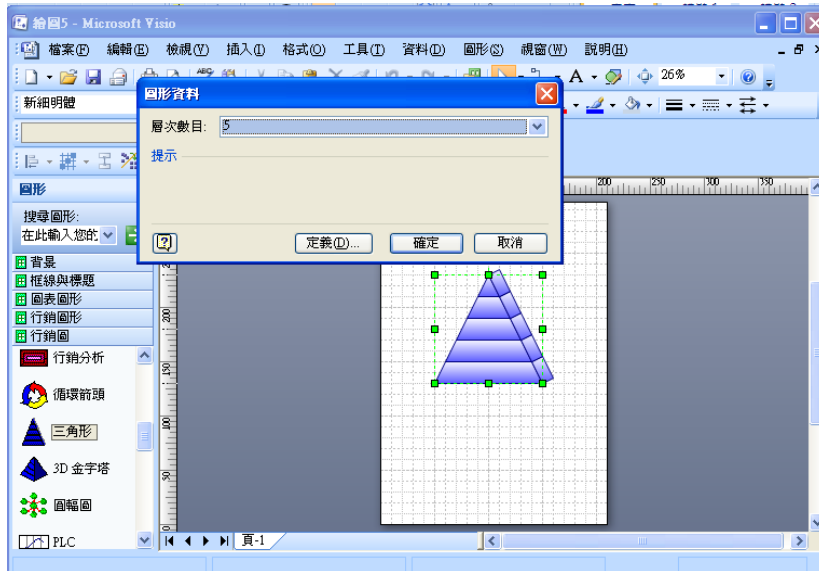 繪圖5 - Microsoft Visio
檔案(F) 編輯(E) 檢視(V) 插入(I) 格式(O) 工具(T) 資料(D) 圖形(S) 視窗(W) 說明(H)
A 26%
新細明體
圖形資料
層次數目: 5
提示
定義(D)... 確定 取消
圖形
搜尋圖形:
在此輸入您的
背景
框線與標題
圖表圖形
行銷圖形
行銷圖
行銷分析
循環箭頭
三角形
3D 金字塔
圓輻圖
PLC
200 250 300 350
200
150
100
50
0
頁-1